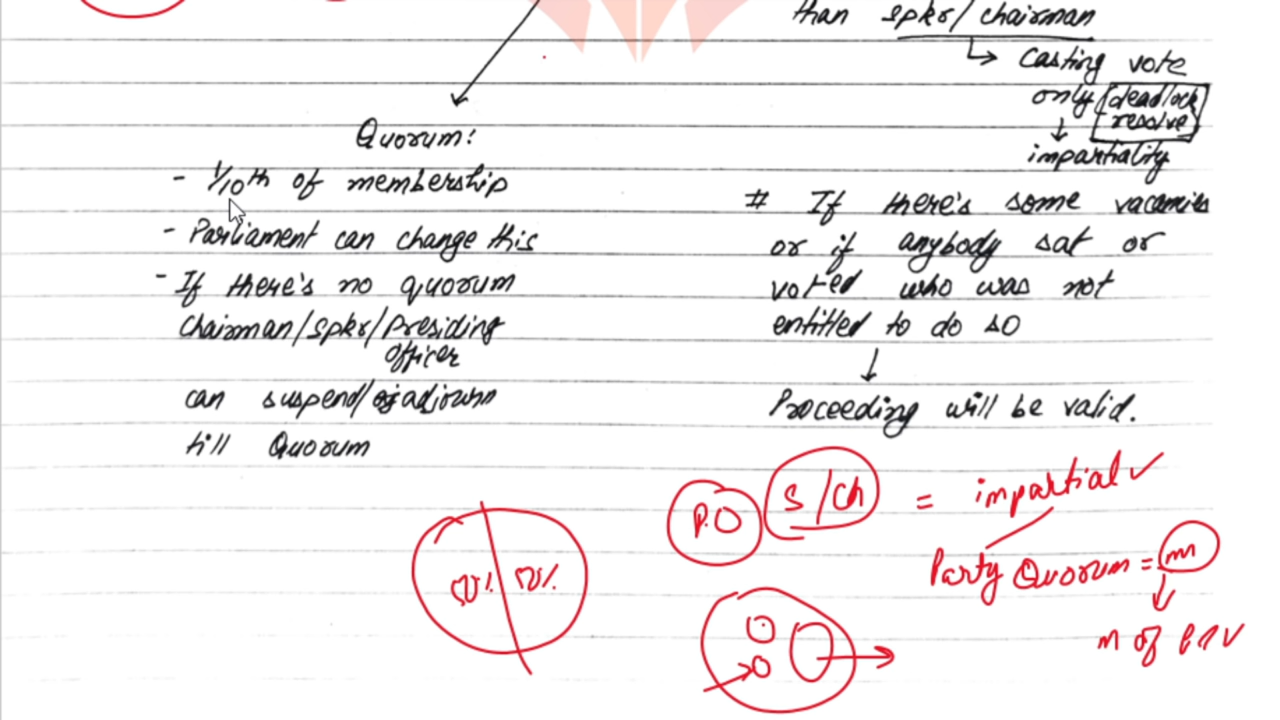 than spkr/chairman
↳ Casting vote
only (deadlock
resolve)
↓
impartiality
Quorum:
- 1/10th of membership
- Parliament can change this
- If there's no quorum
chairman/spkr/presiding
officer
can suspend/adjourn
till Quorum
# If there's some vacancies
or if anybody sat or
voted who was not
entitled to do so
↓
Proceeding will be valid.
P.O S/Ch = impartial ✓
Party Quorum =
50% 50%
m of P&V